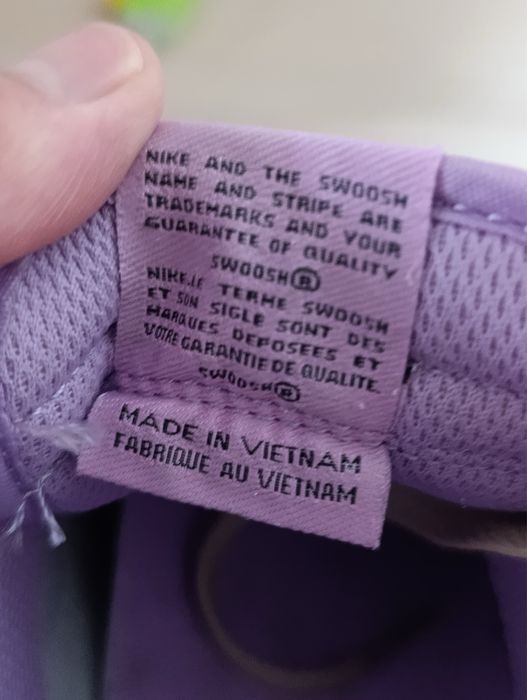 NIKE AND THE SWOOSH
NAME AND STRIPE ARE
TRADEMARKS AND YOUR
GUARANTEE OF QUALITY
SWOOSH®
NIKE.LE TERME SWOOSH
ET SON SIGLE SONT DES
MARQUES DEPOSEES ET
VOTRE GARANTIE DE QUALITE
SWOOSH®
MADE IN VIETNAM
FABRIQUE AU VIETNAM